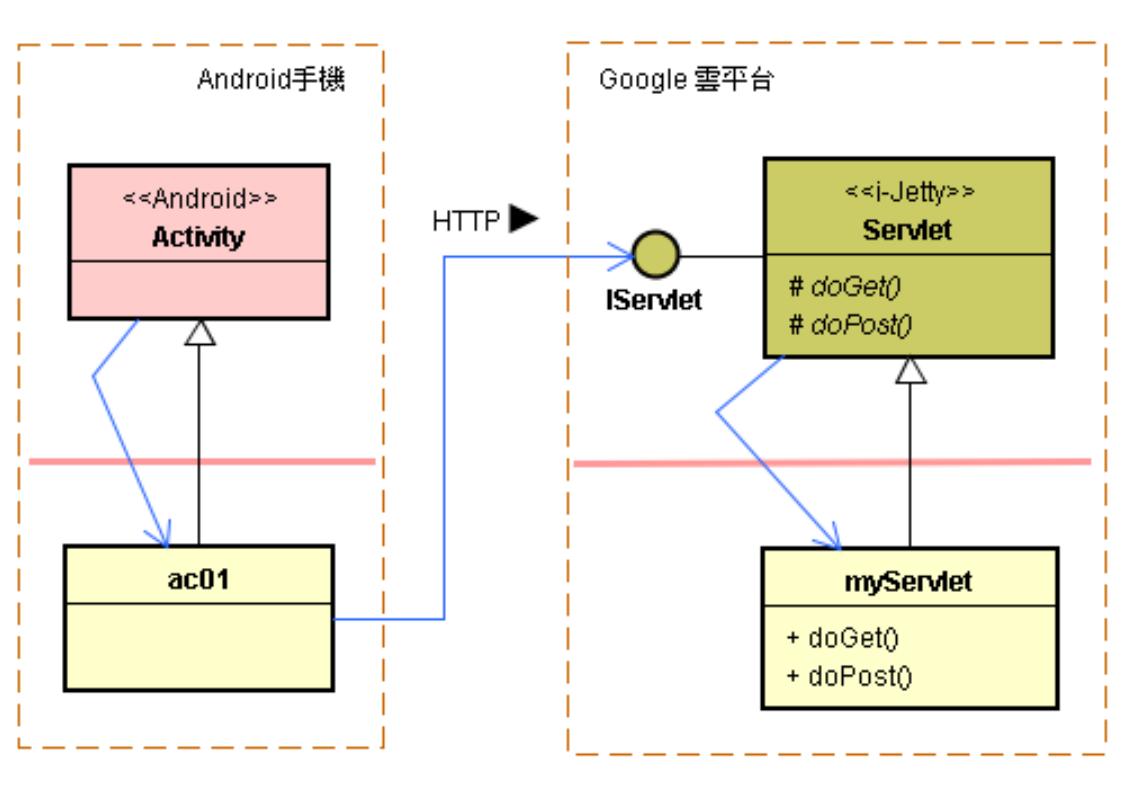 Android手機
<<Android>>
Activity
ac01
HTTP ▶
Google 雲平台
IServlet
<<i-Jetty>>
Servlet
# doGet()
# doPost()
myServlet
+ doGet()
+ doPost()